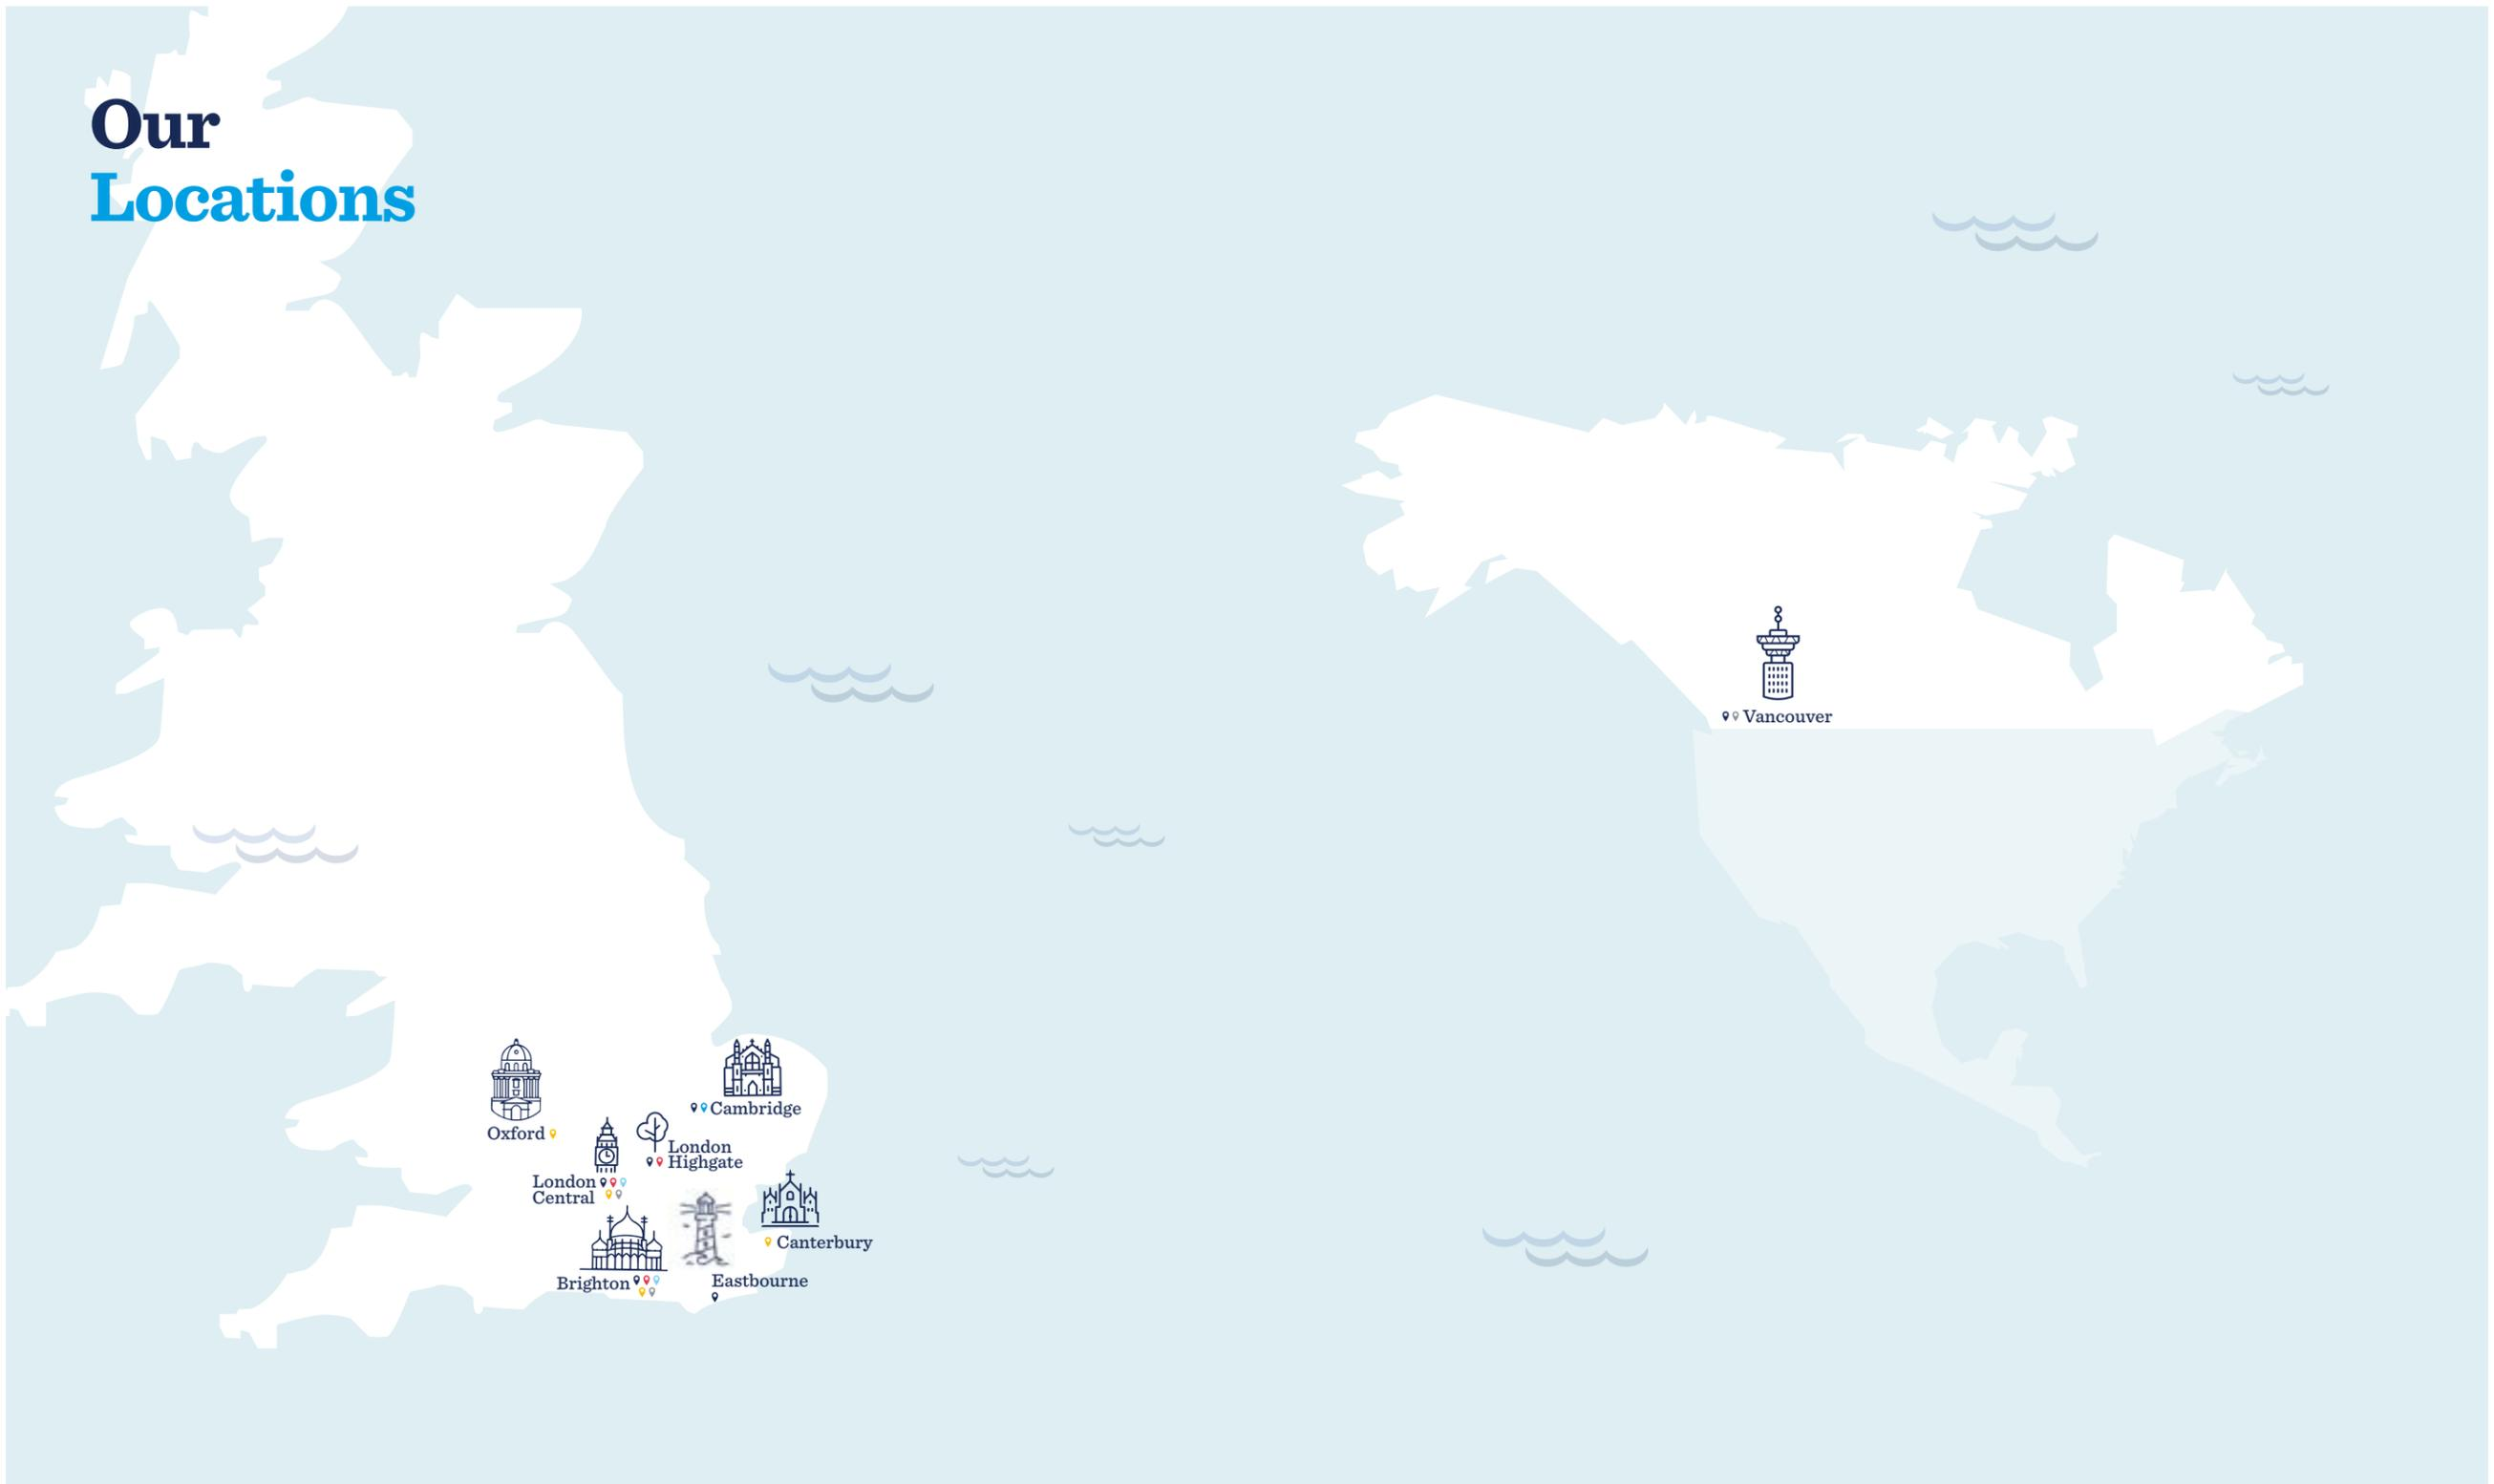 Our
Locations
Vancouver
Cambridge
Oxford
London
Highgate
London
Central
Canterbury
Brighton
Eastbourne